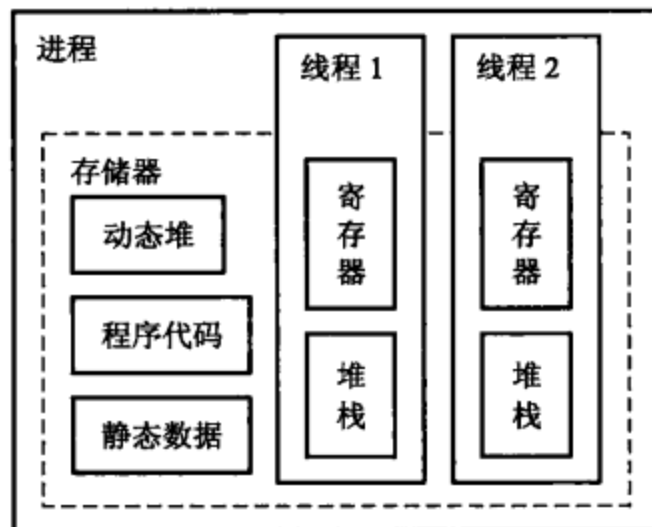 进程
线程 1
线程 2
存储器
动态堆
程序代码
静态数据
寄存器
堆栈
寄存器
堆栈